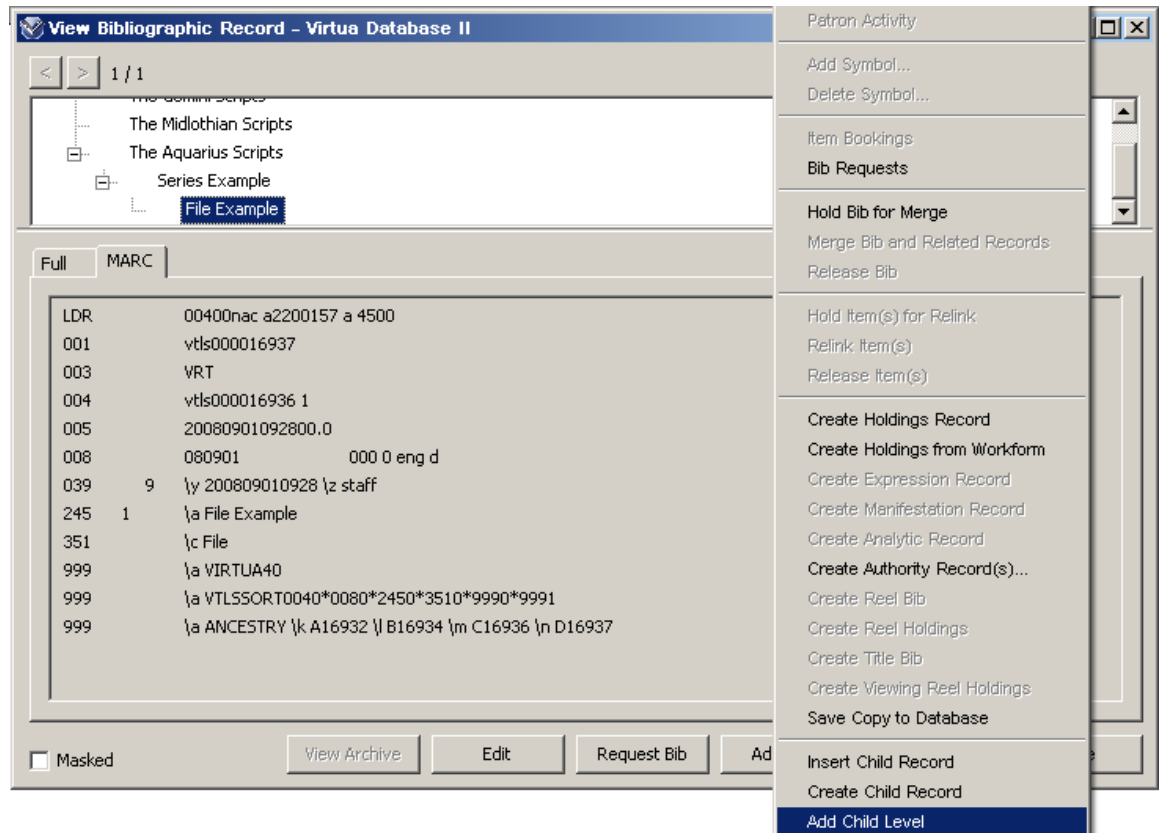 View Bibliographic Record - Virtua Database II
< > 1 / 1
The Midlothian Scripts
The Aquarius Scripts
Series Example
File Example
Full MARC
LDR 00400nac a2200157 a 4500
001 vtls000016937
003 VRT
004 vtls000016936 1
005 20080901092800.0
008 080901 000 0 eng d
039 9 \y 200809010928 \z staff
245 1 \a File Example
351 \c File
999 \a VIRTUA40
999 \a VTLSSORT0040*0080*2450*3510*9990*9991
999 \a ANCESTRY \k A16932 \l B16934 \m C16936 \n D16937
Masked
View Archive
Edit
Request Bib
Ad
Patron Activity
Add Symbol...
Delete Symbol...
Item Bookings
Bib Requests
Hold Bib for Merge
Merge Bib and Related Records
Release Bib
Hold Item(s) for Relink
Relink Item(s)
Release Item(s)
Create Holdings Record
Create Holdings from Workform
Create Expression Record
Create Manifestation Record
Create Analytic Record
Create Authority Record(s)...
Create Reel Bib
Create Reel Holdings
Create Title Bib
Create Viewing Reel Holdings
Save Copy to Database
Insert Child Record
Create Child Record
Add Child Level